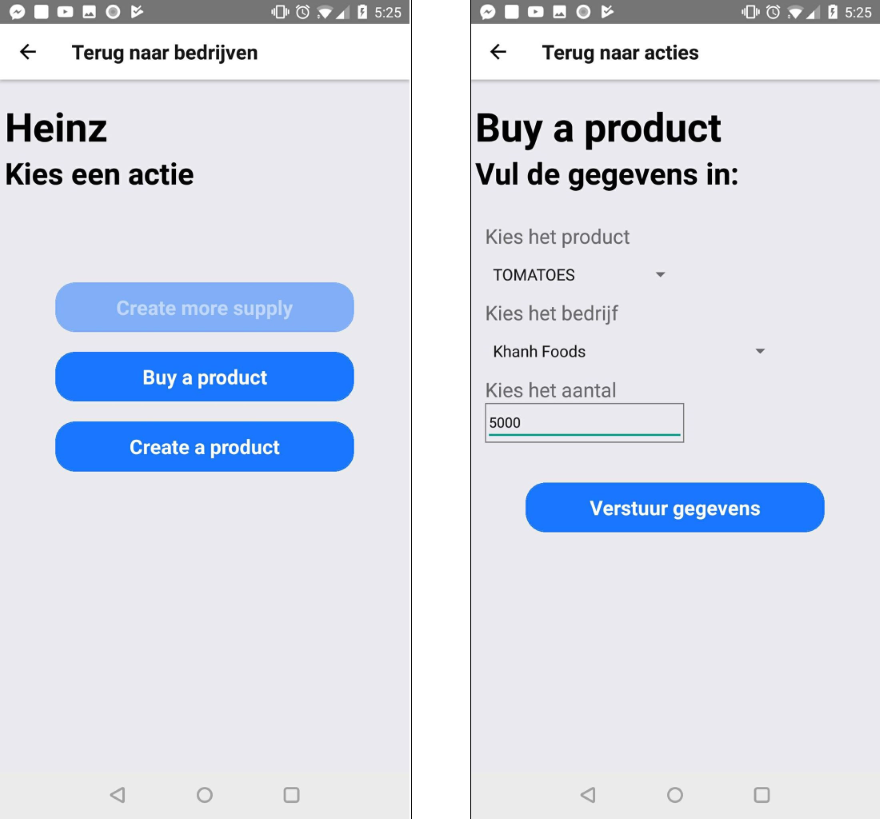 5:25
Terug naar bedrijven
Heinz
Kies een actie
Create more supply
Buy a product
Create a product
5:25
Terug naar acties
Buy a product
Vul de gegevens in:
Kies het product
TOMATOES
Kies het bedrijf
Khanh Foods
Kies het aantal
5000
Verstuur gegevens